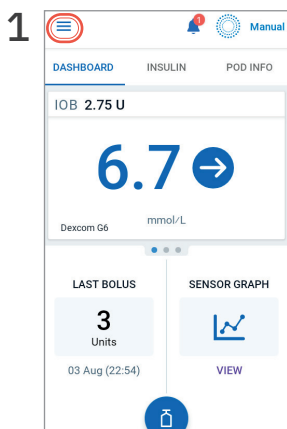 1
1
Manual
DASHBOARD INSULIN POD INFO
IOB 2.75 U
6.7
mmol/L
Dexcom G6
LAST BOLUS SENSOR GRAPH
3
Units
03 Aug (22:54) VIEW